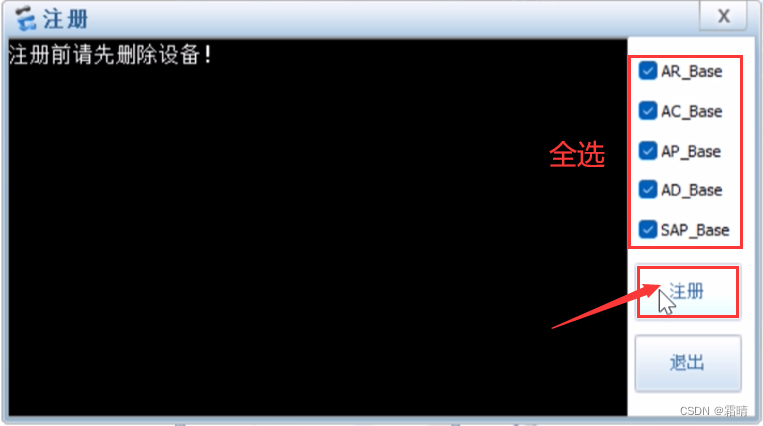 注册
X
注册前请先删除设备!
AR_Base
AC_Base
全选
AP_Base
AD_Base
SAP_Base
注册
退出
CSDN @霜晴